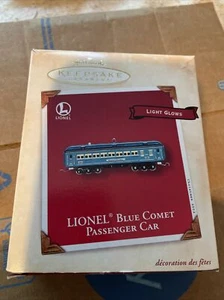 KEEPSAKE
LIONEL
LIGHT GLOWS
LIONEL® BLUE COMET
PASSENGER CAR
décoration des fêtes